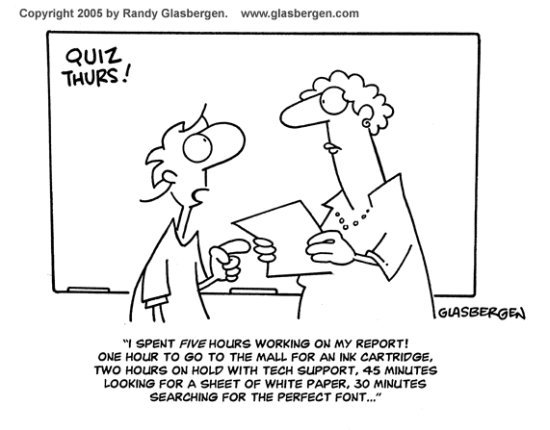 Copyright 2005 by Randy Glasbergen. www.glasbergen.com
QUIZ
THURS!
GLASBERGEN
"I SPENT FIVE HOURS WORKING ON MY REPORT!
ONE HOUR TO GO TO THE MALL FOR AN INK CARTRIDGE,
TWO HOURS ON HOLD WITH TECH SUPPORT, 45 MINUTES
LOOKING FOR A SHEET OF WHITE PAPER, 30 MINUTES
SEARCHING FOR THE PERFECT FONT..."